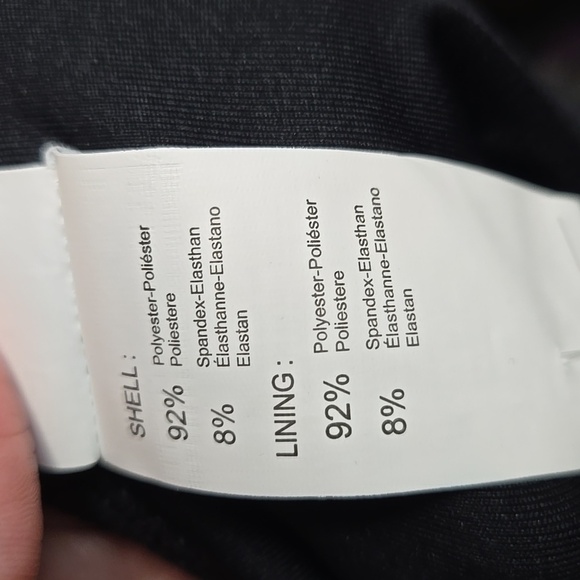 SHELL:
92% Polyester-Poliéster
Poliestere
8% Spandex-Elasthan
Élasthanne-Elastano
Elastan
LINING:
92% Polyester-Poliéster
Poliestere
8% Spandex-Elasthan
Élasthanne-Elastano
Elastan